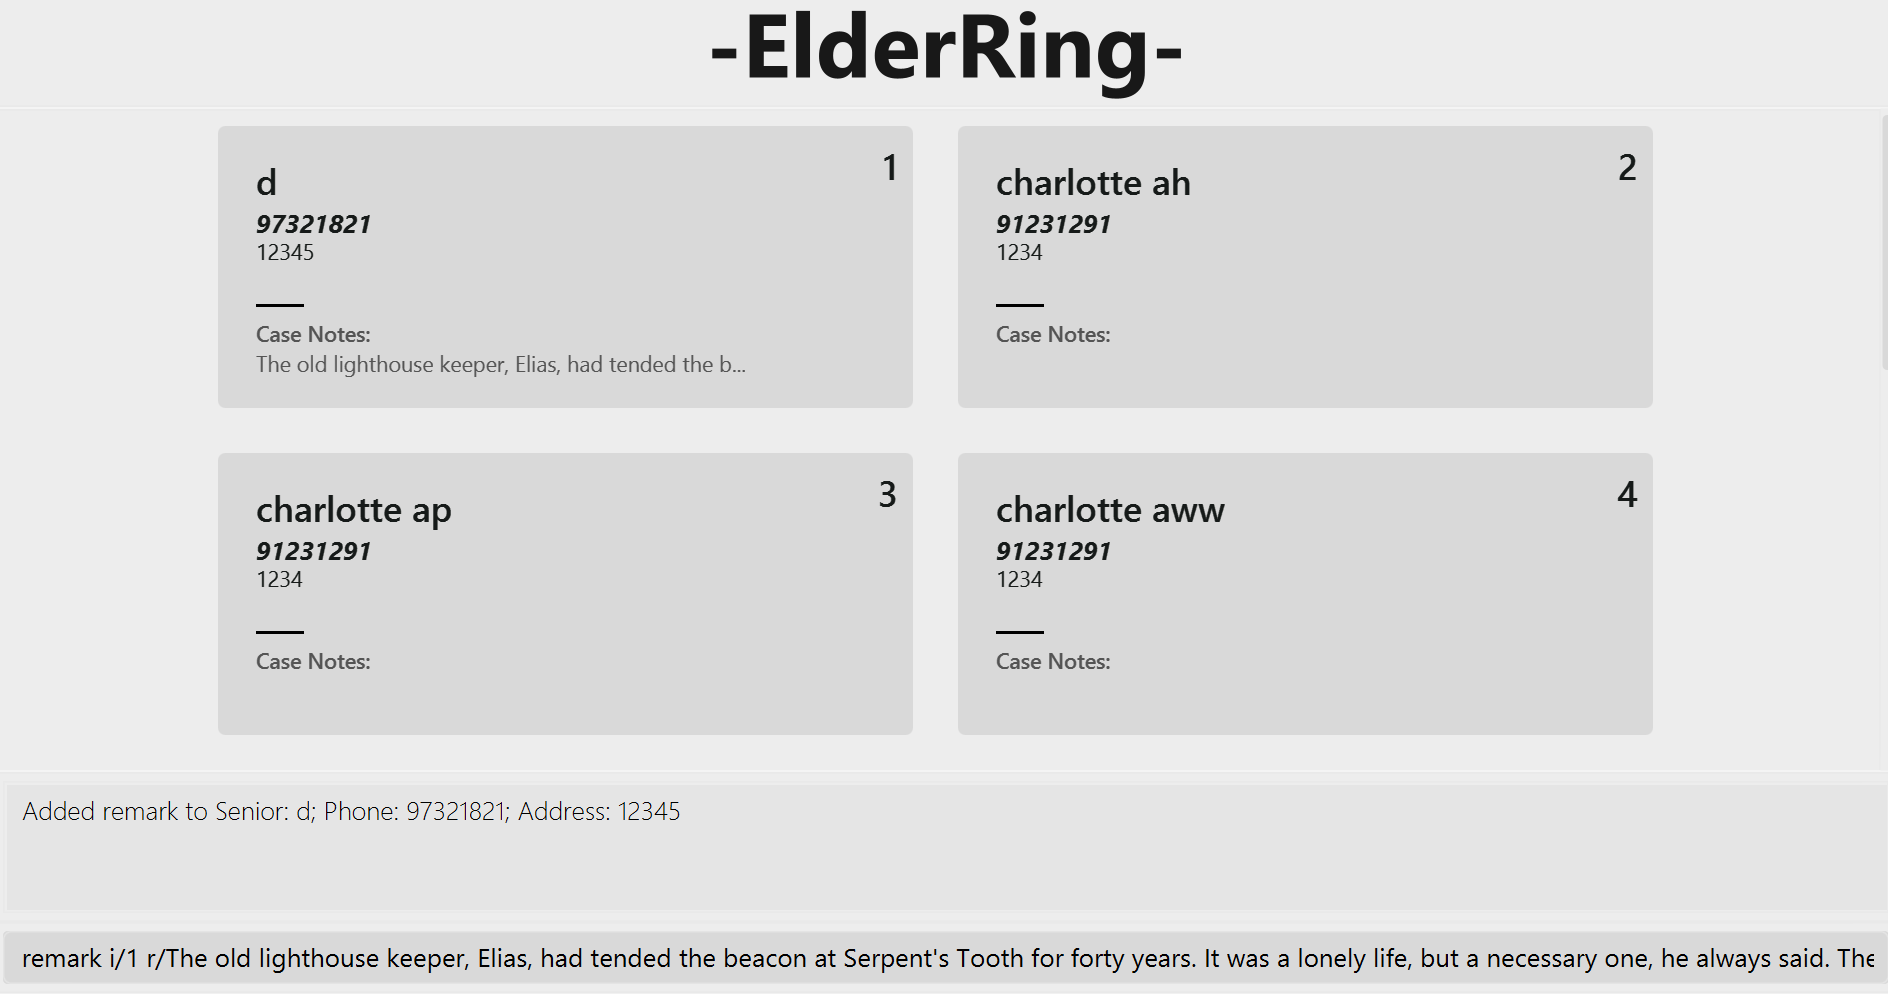 -ElderRing-
1
d
97321821
12345
Case Notes:
The old lighthouse keeper, Elias, had tended the b...
2
charlotte ah
91231291
1234
Case Notes:
3
charlotte ap
91231291
1234
Case Notes:
4
charlotte aww
91231291
1234
Case Notes:
Added remark to Senior: d; Phone: 97321821; Address: 12345
remark i/1 r/The old lighthouse keeper, Elias, had tended the beacon at Serpent's Tooth for forty years. It was a lonely life, but a necessary one, he always said. The